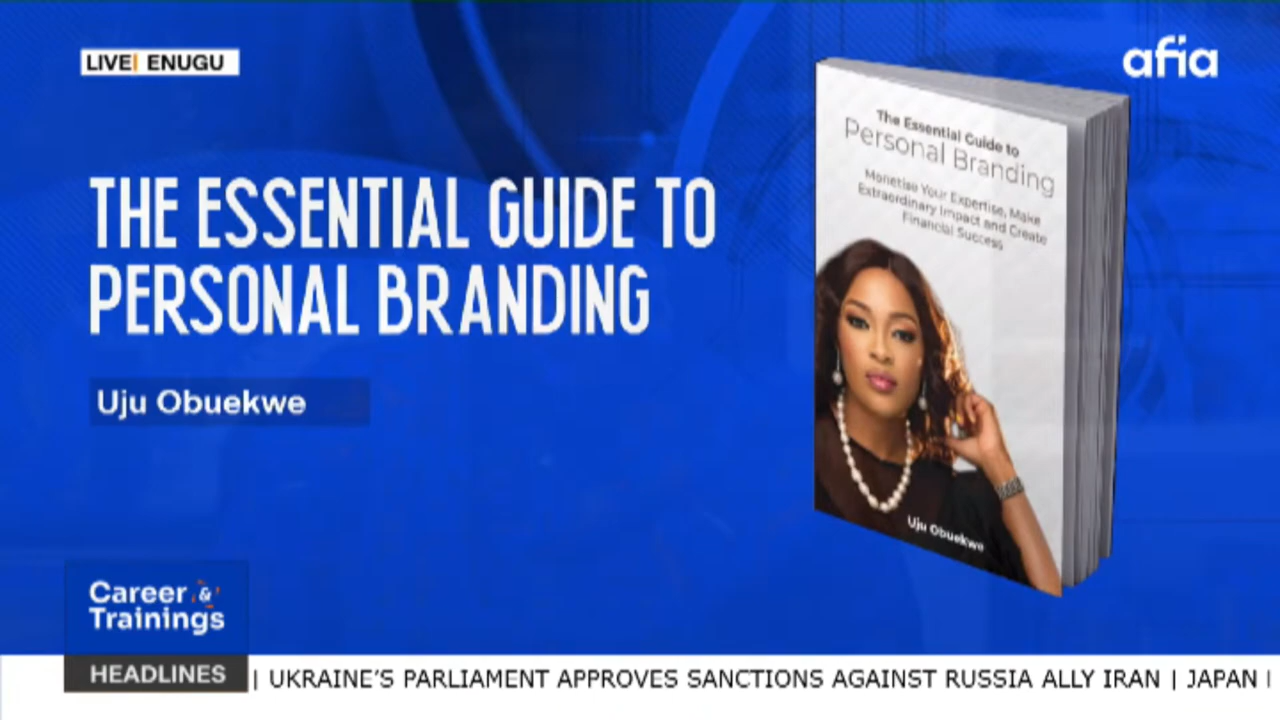 LIVE| ENUGU
afia
THE ESSENTIAL GUIDE TO
PERSONAL BRANDING
Uju Obuekwe
The Essential Guide to
Personal Branding
Monetise Your Expertise, Make
Extraordinary Impact and Create
Financial Success
Uju Obuekwe
Career &
Trainings
HEADLINES
| UKRAINE’S PARLIAMENT APPROVES SANCTIONS AGAINST RUSSIA ALLY IRAN | JAPAN